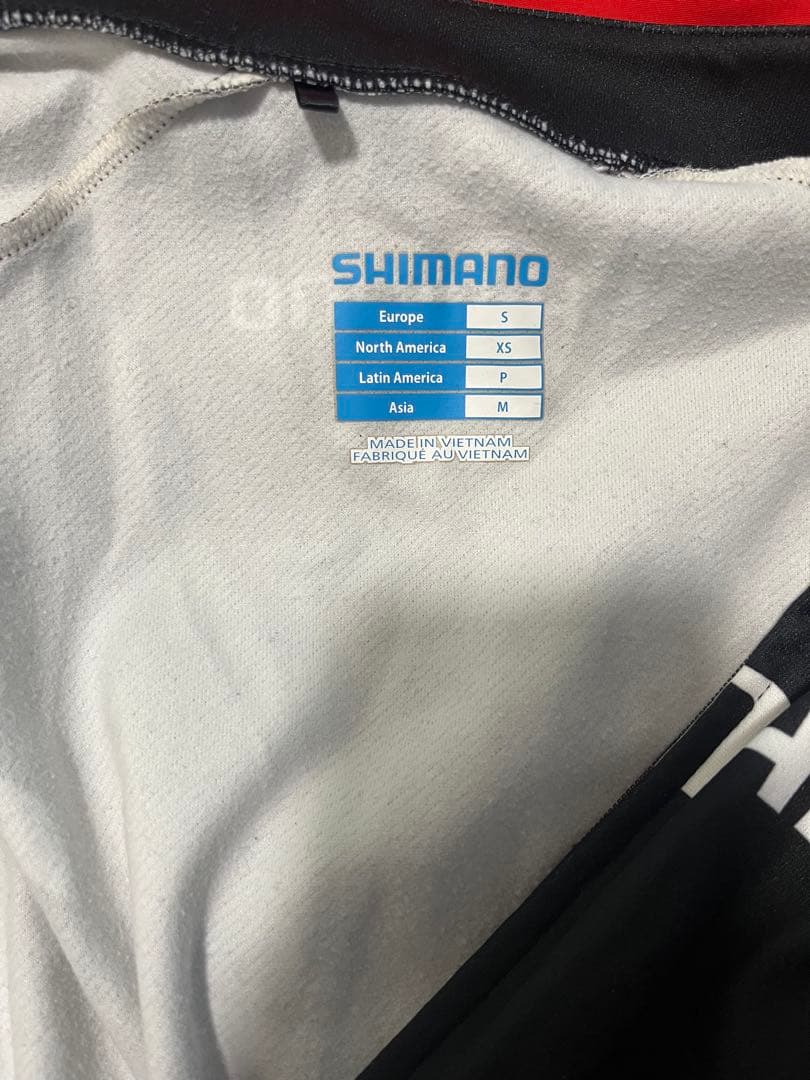 SHIMANO
Europe S
North America XS
Latin America P
Asia M
MADE IN VIETNAM
FABRIQUÉ AU VIETNAM